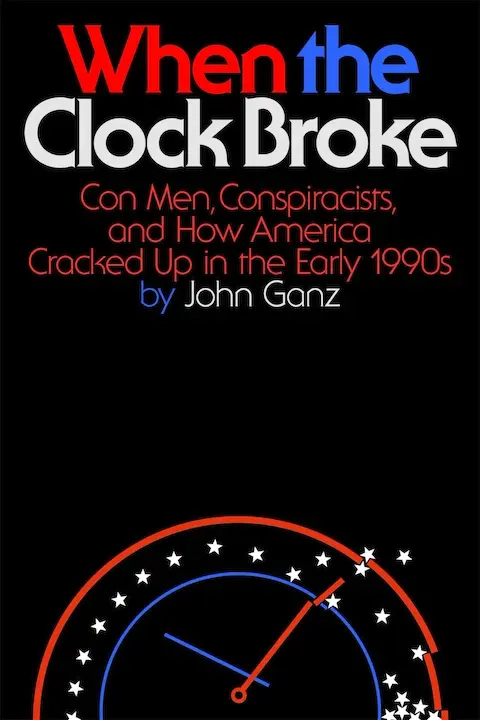 When the
Clock Broke
Con Men, Conspiracists,
and How America
Cracked Up in the Early 1990s
by John Ganz